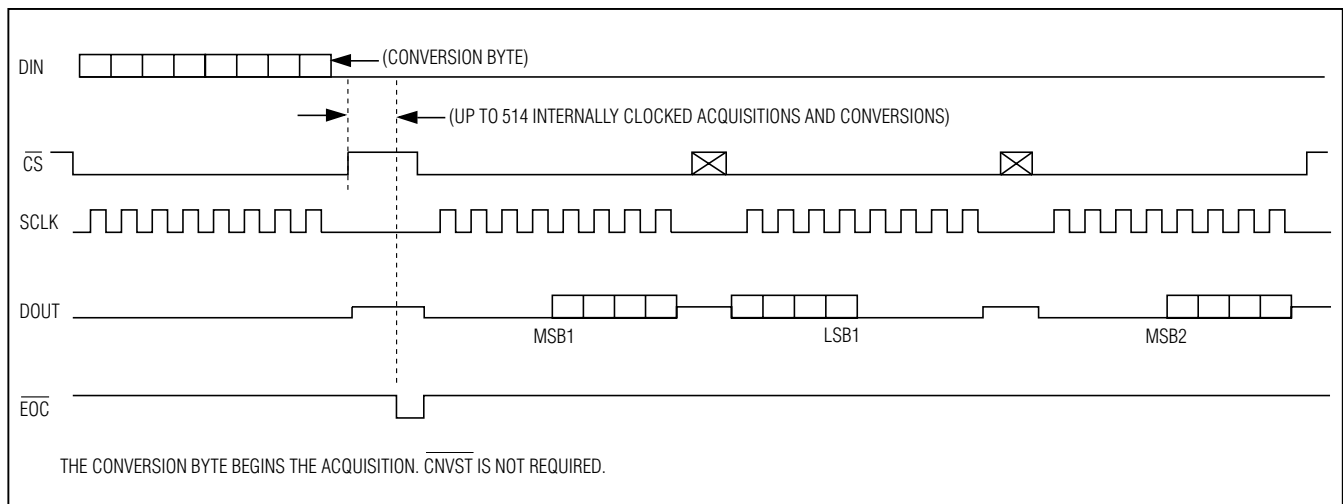 DIN
(CONVERSION BYTE)
(UP TO 514 INTERNALLY CLOCKED ACQUISITIONS AND CONVERSIONS)
CS
SCLK
DOUT
MSB1
LSB1
MSB2
EOC
THE CONVERSION BYTE BEGINS THE ACQUISITION. CNVST IS NOT REQUIRED.